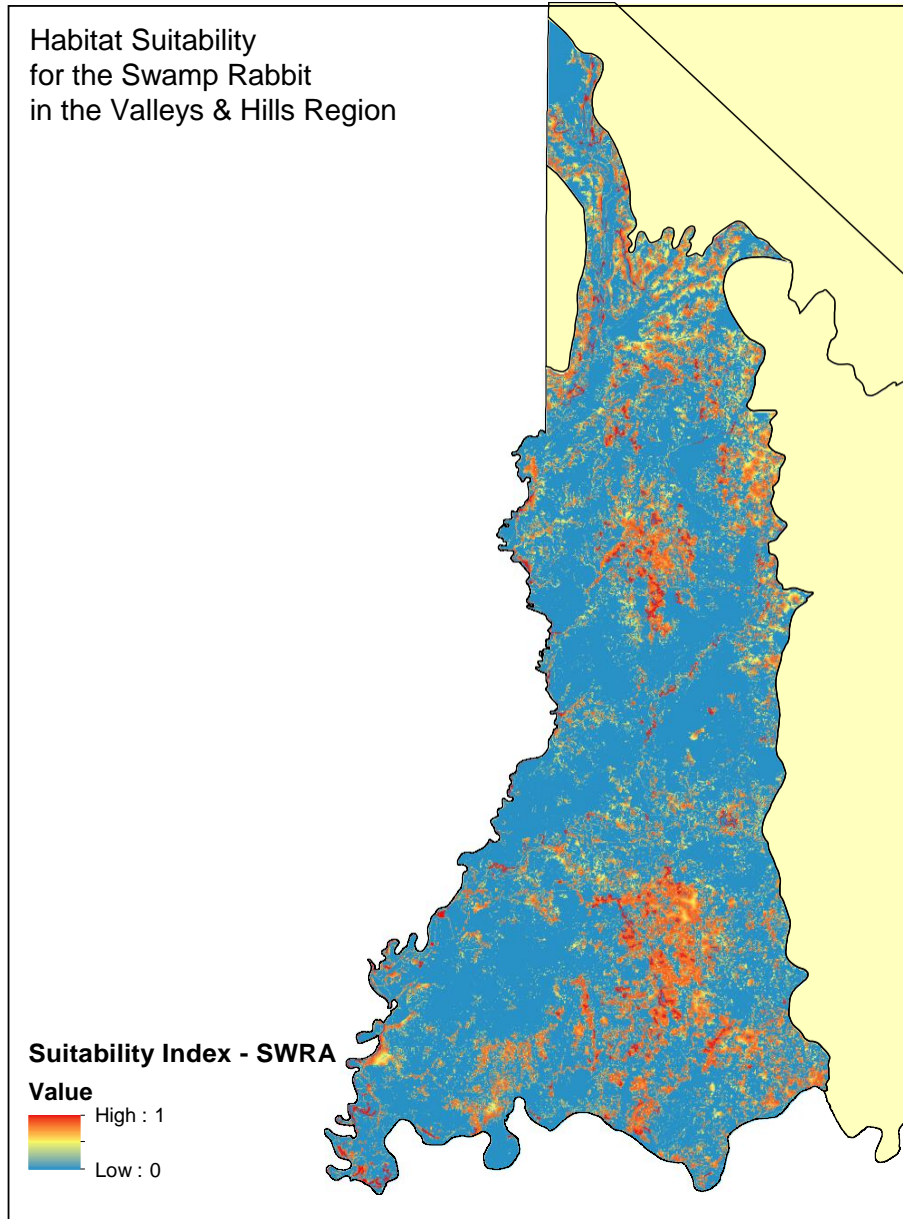 Habitat Suitability
for the Swamp Rabbit
in the Valleys & Hills Region
Suitability Index - SWRA
Value
High : 1
Low : 0